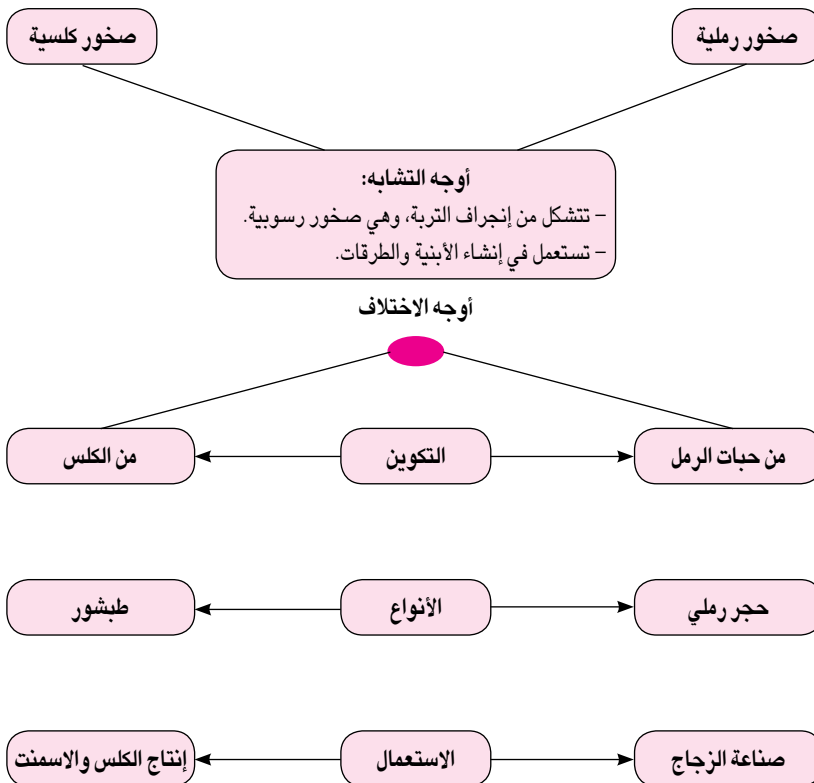 صخور رملية
صخور كلسية
أوجه التشابه:
– تتشكل من إنجراف التربة، وهي صخور رسوبية.
– تستعمل في إنشاء الأبنية والطرقات.
أوجه الاختلاف
من حبات الرمل
التكوين
من الكلس
حجر رملي
الأنواع
طبشور
صناعة الزجاج
الاستعمال
إنتاج الكلس والاسمنت